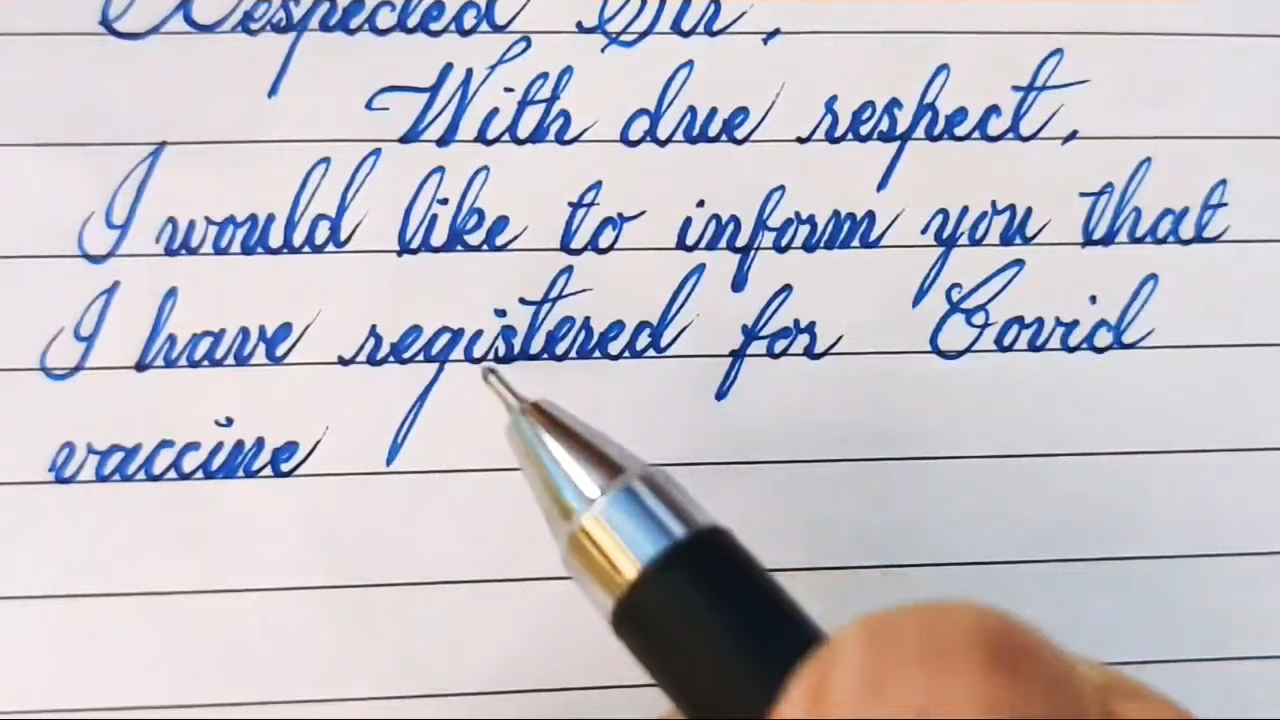 Respected Sir,
With due respect,
I would like to inform you that
I have registered for Covid
vaccine